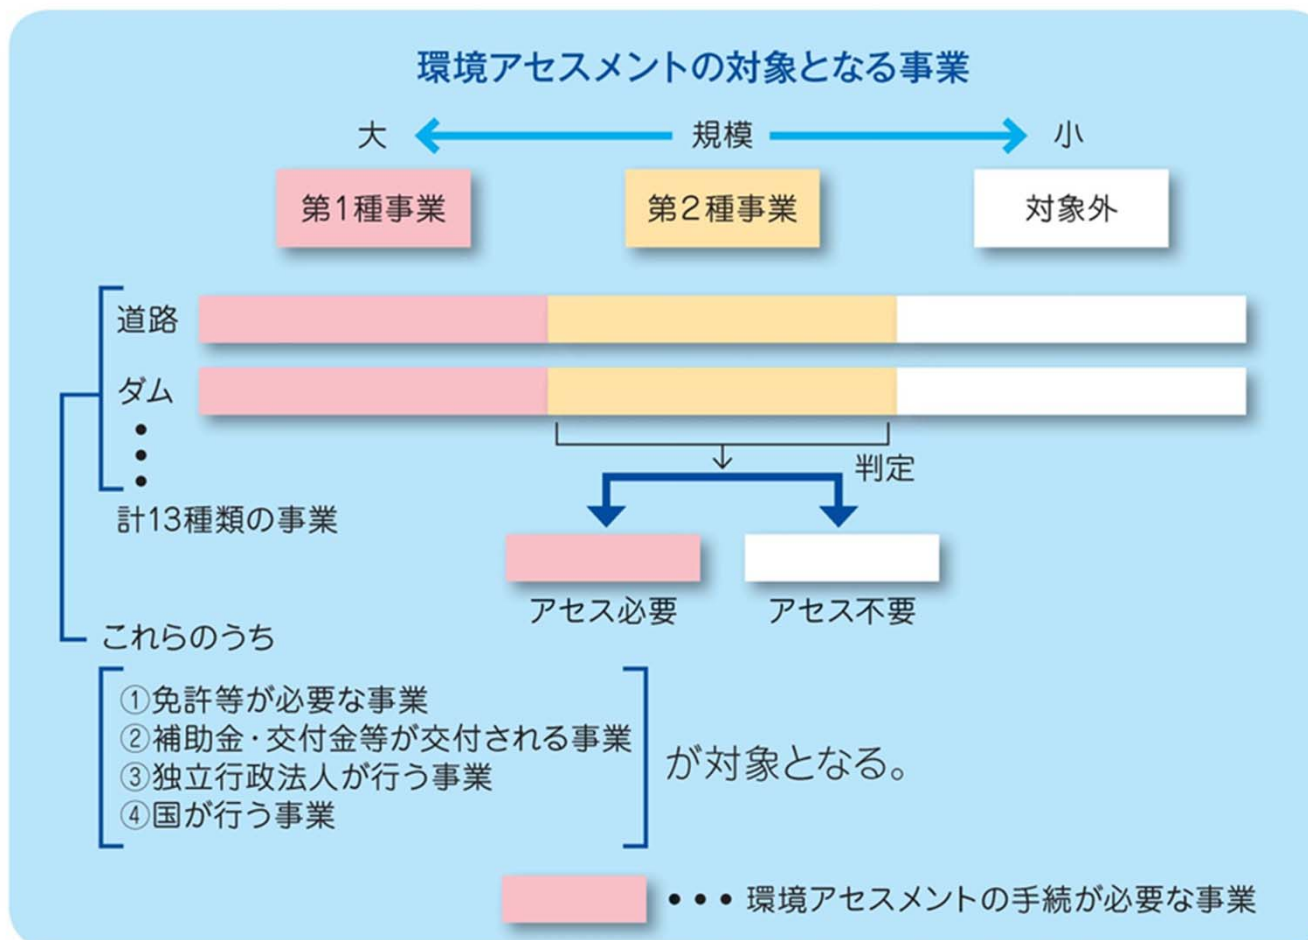 環境アセスメントの対象となる事業
大 規模 小
第1種事業 第2種事業 対象外
道路
ダム
•
•
•
判定
計13種類の事業
アセス必要 アセス不要
これらのうち
①免許等が必要な事業
②補助金・交付金等が交付される事業
③独立行政法人が行う事業
④国が行う事業
が対象となる。
•••環境アセスメントの手続が必要な事業